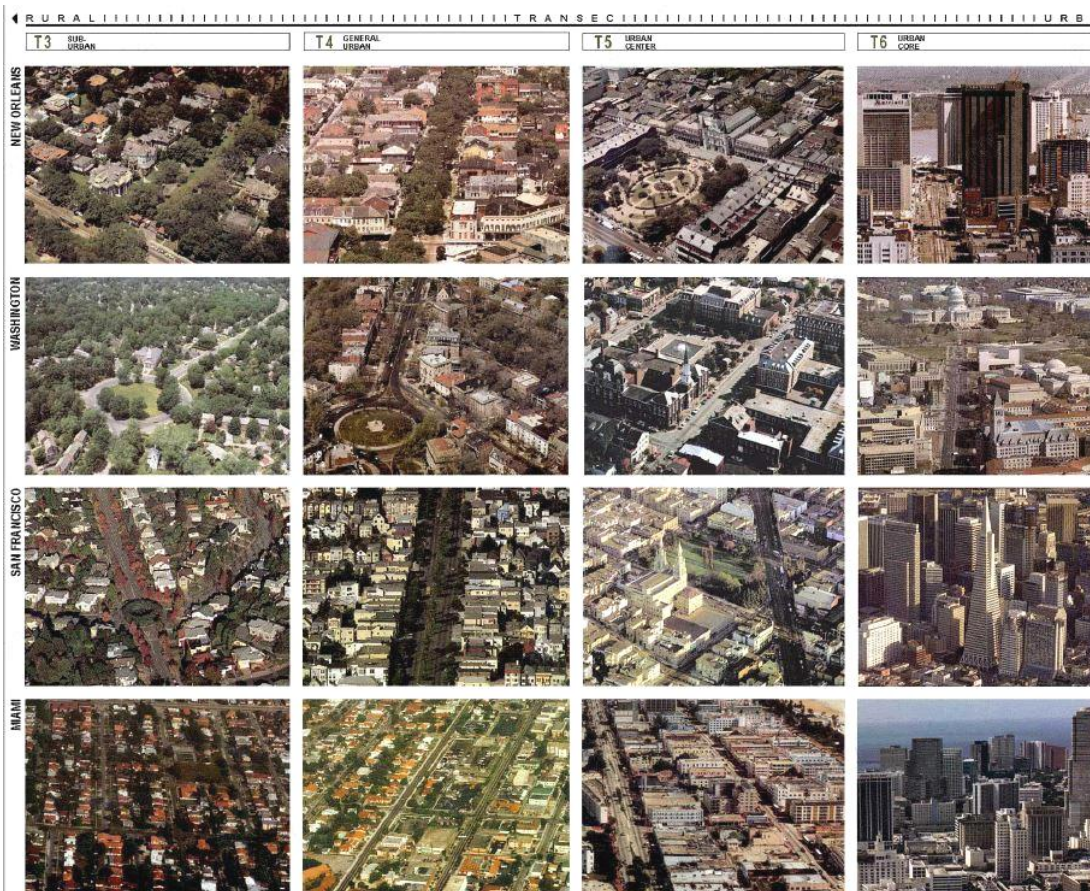 RURAL TRANSEC URB
T3 SUB-
URBAN
T4 GENERAL
URBAN
T5 URBAN
CENTER
T6 URBAN
CORE
NEW ORLEANS
Marriott
WASHINGTON
SAN FRANCISCO
MIAMI